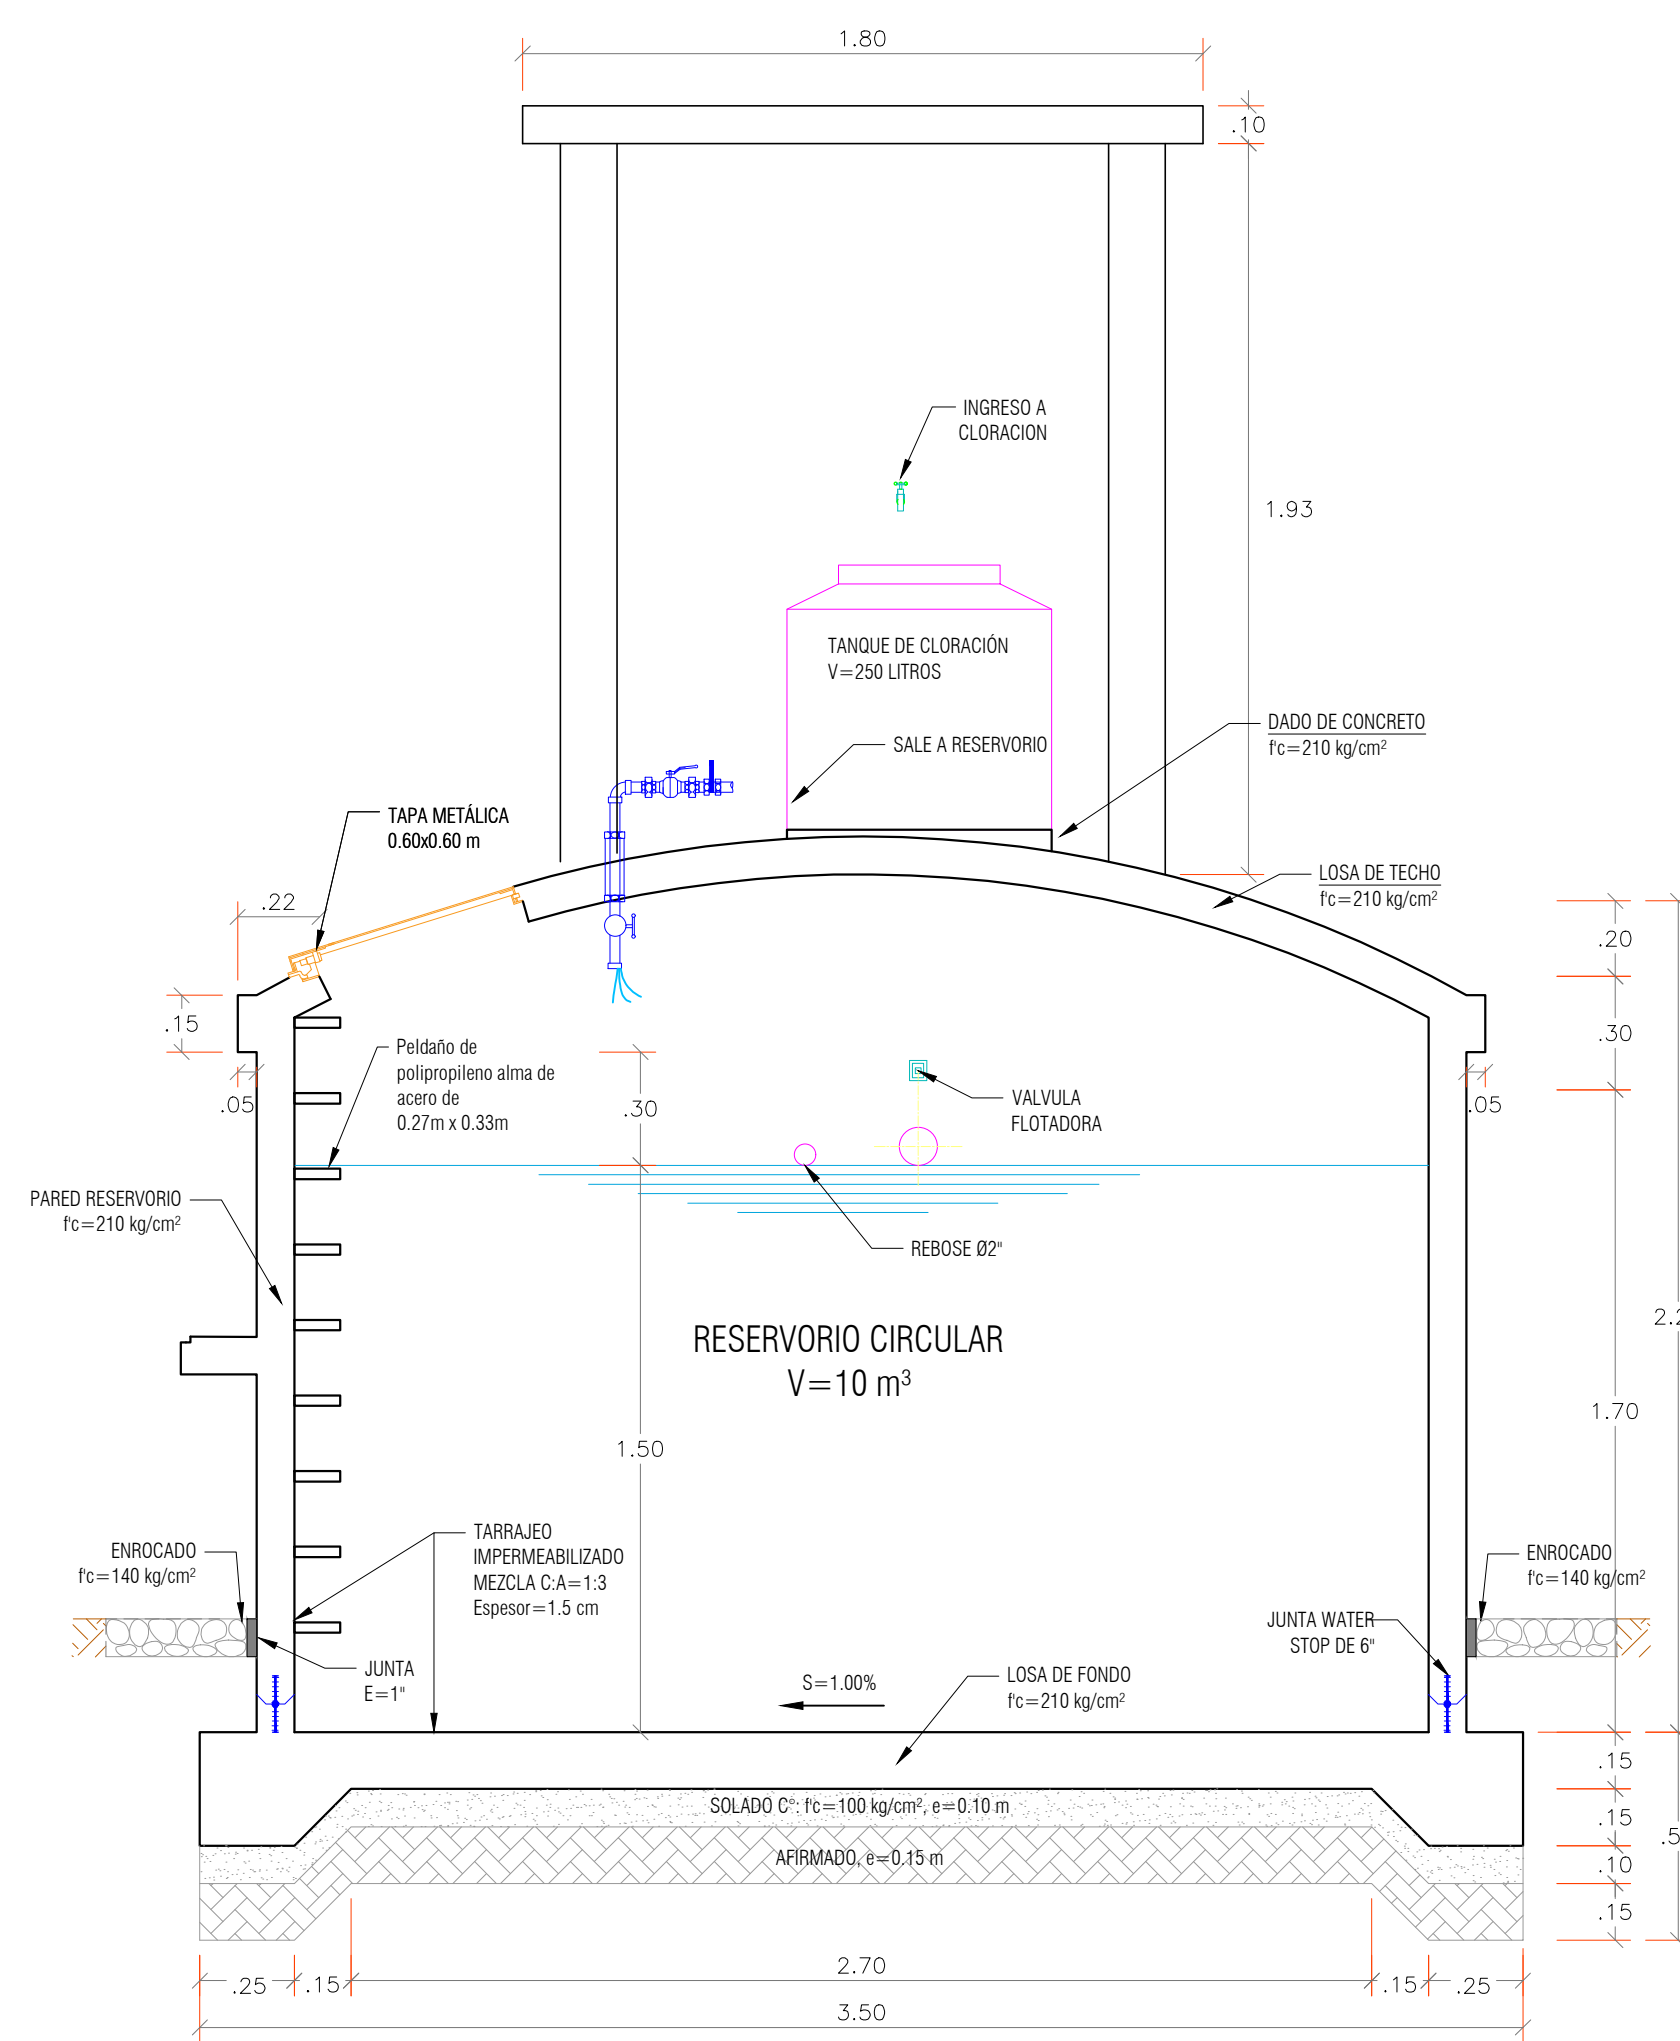 1.80
.10
INGRESO A
CLORACION
1.93
TANQUE DE CLORACIÓN
V=250 LITROS
SALE A RESERVORIO
DADO DE CONCRETO
f'c=210 kg/cm²
TAPA METÁLICA
0.60x0.60 m
LOSA DE TECHO
f'c=210 kg/cm²
.22
.20
.15
.30
Peldaño de
polipropileno alma de
acero de
0.27m x 0.33m
.05
.30
VALVULA
FLOTADORA
.05
PARED RESERVORIO
f'c=210 kg/cm²
REBOSE Ø2"
RESERVORIO CIRCULAR
V=10 m³
1.70
1.50
TARRAJEO
IMPERMEABILIZADO
MEZCLA C:A=1:3
Espesor=1.5 cm
ENROCADO
f'c=140 kg/cm²
ENROCADO
f'c=140 kg/cm²
JUNTA WATER
STOP DE 6"
JUNTA
E=1"
S=1.00%
LOSA DE FONDO
f'c=210 kg/cm²
.15
SOLADO C°: f'c=100 kg/cm², e=0.10 m
.15
AFIRMADO, e=0.15 m
.10
.15
.25
.15
2.70
.15
.25
3.50